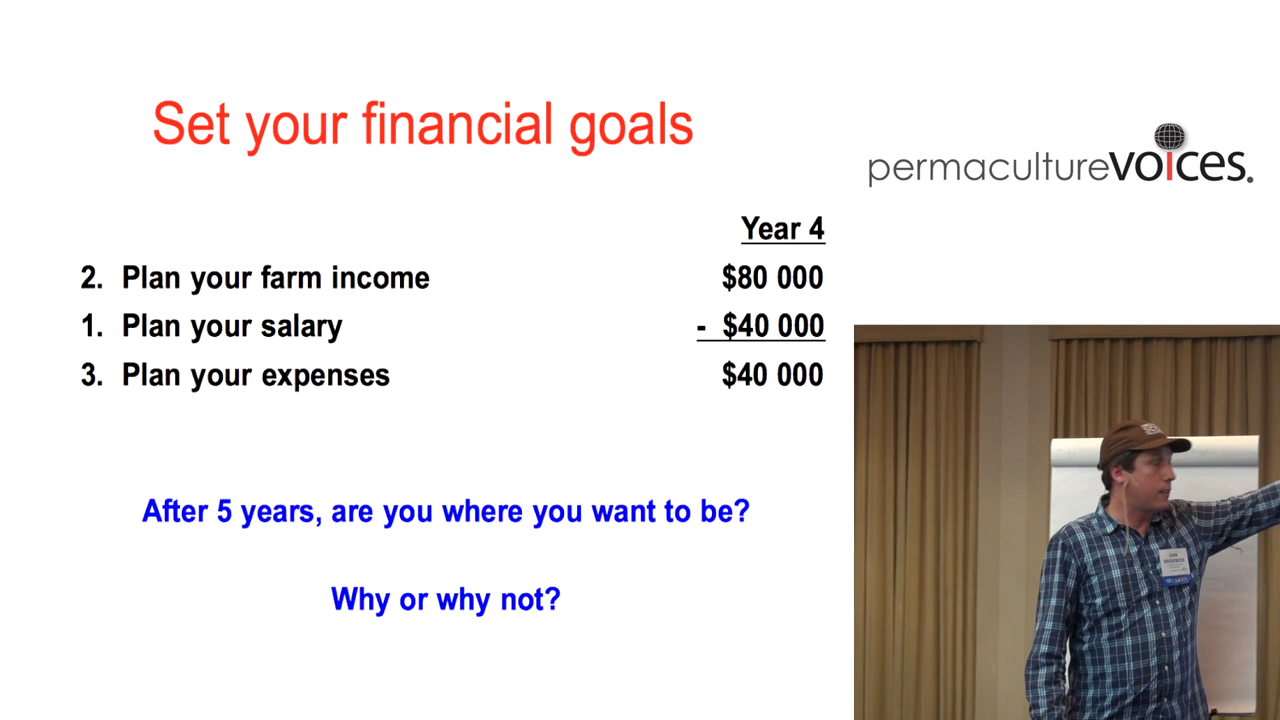 Set your financial goals
permaculturevoices.
Year 4
2. Plan your farm income $80 000
1. Plan your salary - $40 000
3. Plan your expenses $40 000
After 5 years, are you where you want to be?
Why or why not?